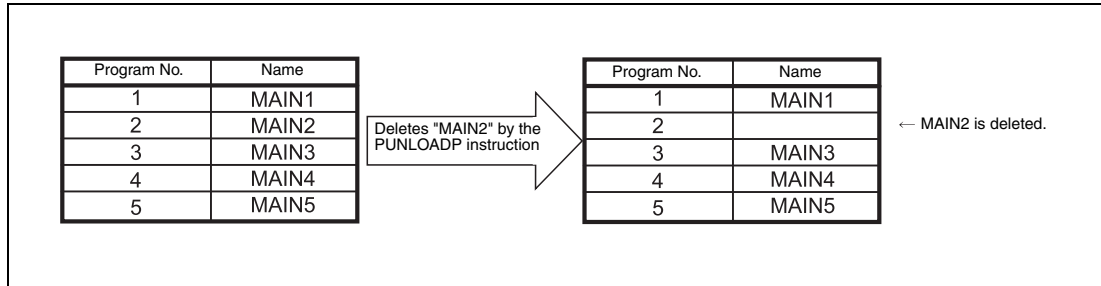 Program No. Name
1 MAIN1
2 MAIN2
3 MAIN3
4 MAIN4
5 MAIN5
Deletes "MAIN2" by the
PUNLOADP instruction
Program No. Name
1 MAIN1
2
3 MAIN3
4 MAIN4
5 MAIN5
← MAIN2 is deleted.